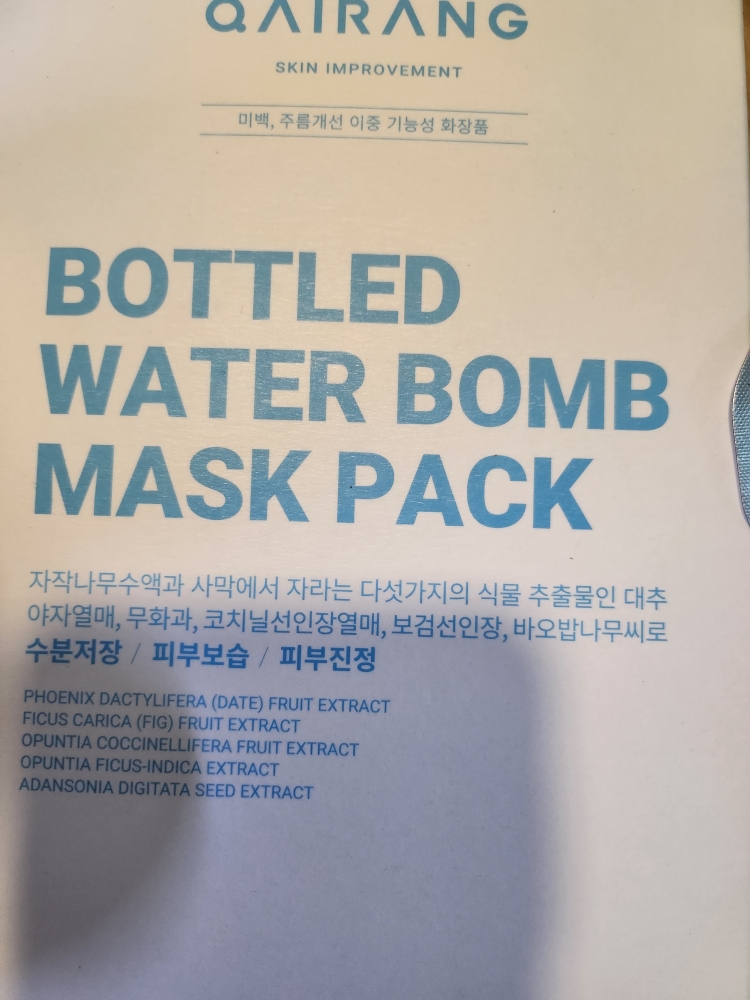 QAIRANG
SKIN IMPROVEMENT
미백, 주름개선 이중 기능성 화장품
BOTTLED
WATER BOMB
MASK PACK
자작나무수액과 사막에서 자라는 다섯가지의 식물 추출물인 대추
야자열매, 무화과, 코치닐선인장열매, 보검선인장, 바오밥나무씨로
수분저장 / 피부보습 / 피부진정
PHOENIX DACTYLIFERA (DATE) FRUIT EXTRACT
FICUS CARICA (FIG) FRUIT EXTRACT
OPUNTIA COCCINELLIFERA FRUIT EXTRACT
OPUNTIA FICUS-INDICA EXTRACT
ADANSONIA DIGITATA SEED EXTRACT